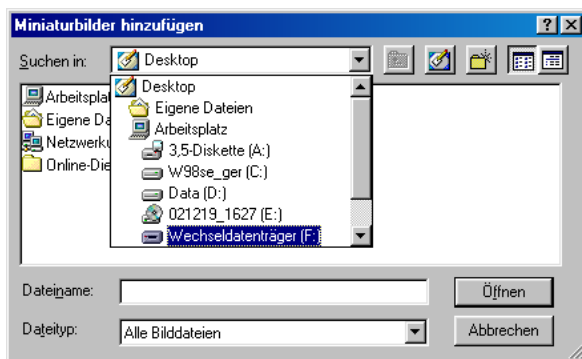 Miniaturbilder hinzufügen
Suchen in:
Desktop
Desktop
Eigene Dateien
Arbeitsplatz
3,5-Diskette (A:)
W98se_ger (C:)
Data (D:)
021219_1627 (E:)
Wechseldatenträger (F:
Arbeitspla
Eigene Da
Netzwerku
Online-Die
Dateiname:
Öffnen
Dateityp:
Alle Bilddateien
Abbrechen